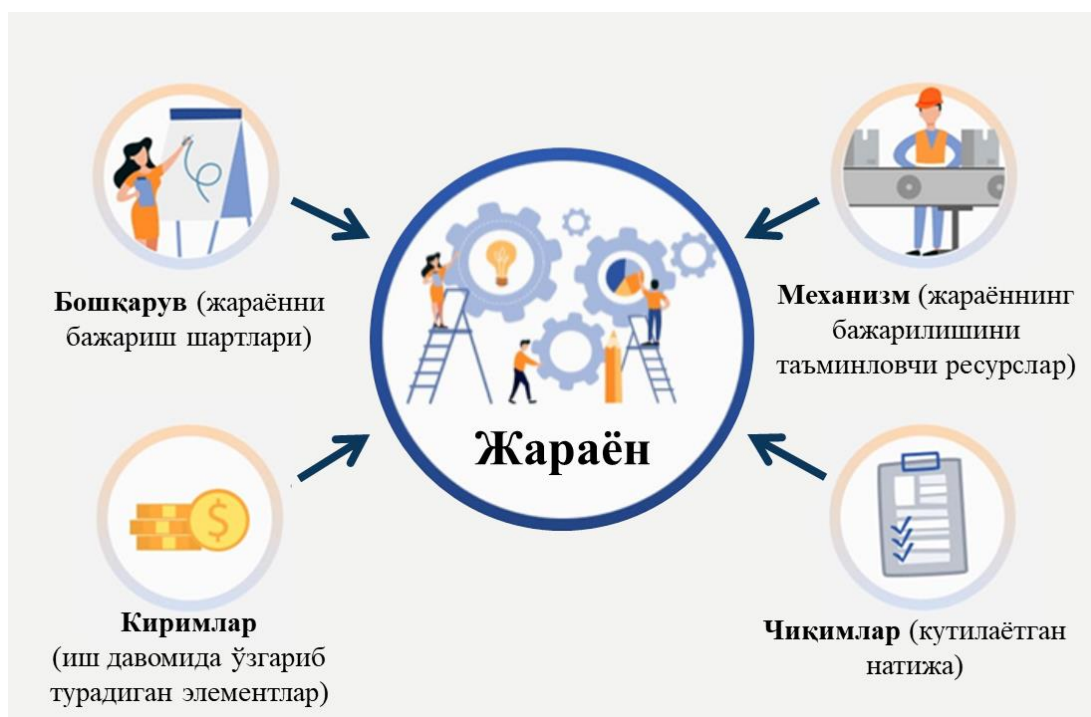 Бошқарув (жараённи
бажариш шартлари)
Механизм (жараённинг
бажарилишини
таъминловчи ресурслар)
Жараён
Киримлар
(иш давомида ўзгариб
турадиган элементлар)
Чиқимлар (кутилаётган
натижа)